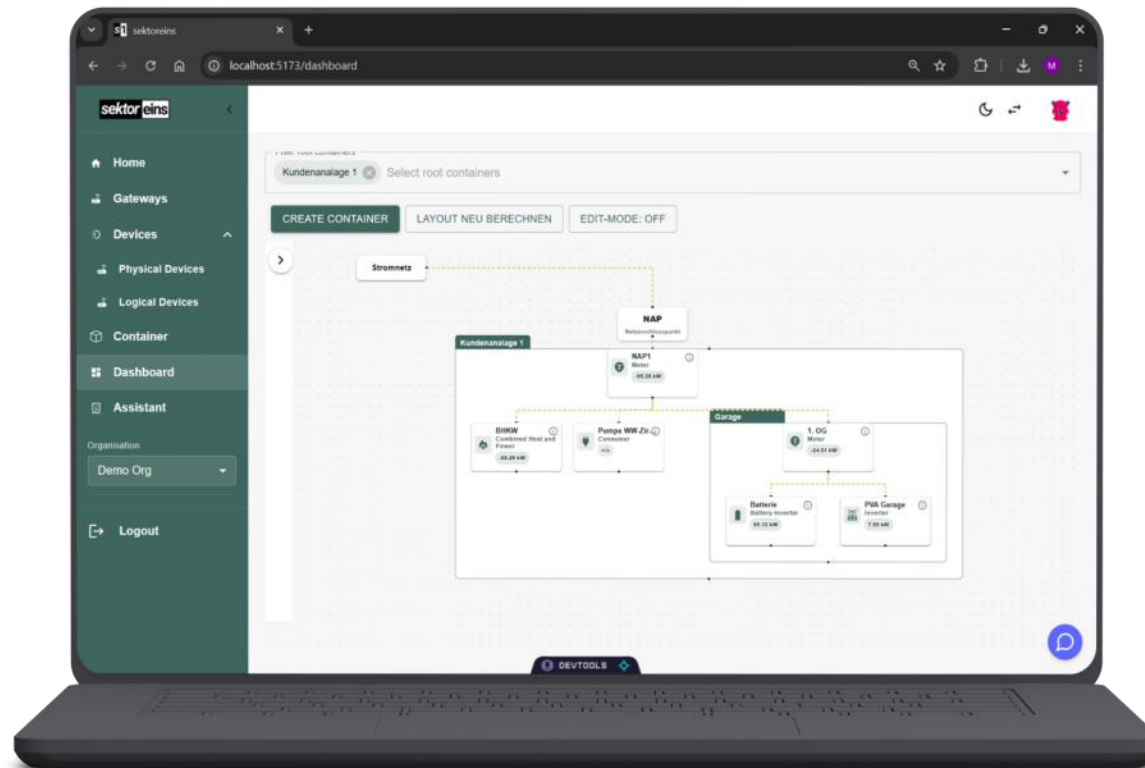 sektoreins
localhost:5173/dashboard
M
sektor eins
Home
Gateways
Devices
Physical Devices
Logical Devices
Container
Dashboard
Assistant
Organisation
Demo Org
Logout
Kundenanalage 1
Select root containers
CREATE CONTAINER
LAYOUT NEU BERECHNEN
EDIT-MODE: OFF
Stromnetz
NAP
Netzanschlusspunkt
Kundenanalage 1
NAP1
Meter
BHKW
Combined Heat and
Power
Pumpe WW-Zir...
Consumer
n/a
Garage
1. OG
Meter
Batterie
Battery Inverter
PVA Garage
Inverter
DEVTOOLS